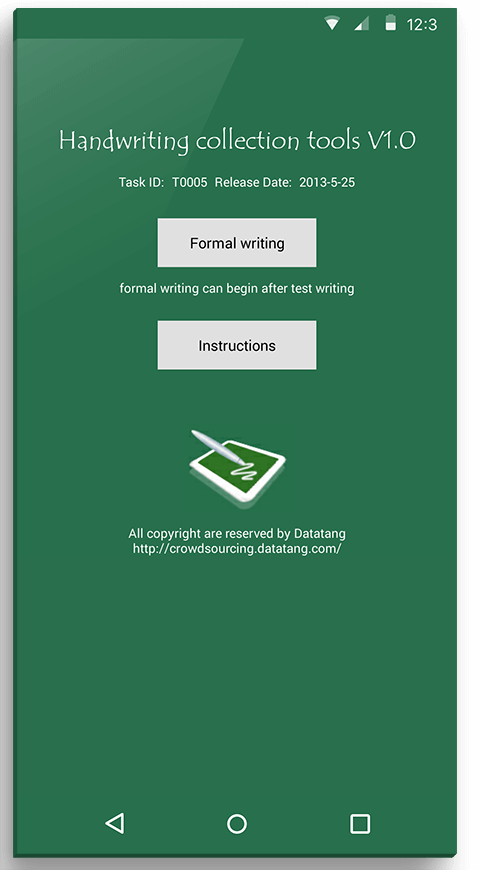 12:3
Handwriting collection tools V1.0
Task ID: T0005 Release Date: 2013-5-25
Formal writing
formal writing can begin after test writing
Instructions
All copyright are reserved by Datatang
http://crowdsourcing.datatang.com/